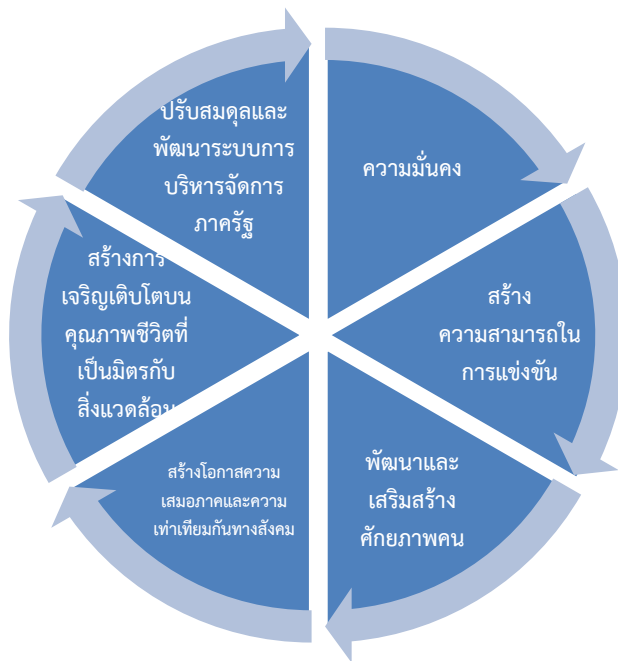 ความมั่นคง
สร้าง
ความสามารถใน
การแข่งขัน
พัฒนาและ
เสริมสร้าง
ศักยภาพคน
สร้างโอกาสความ
เสมอภาคและความ
เท่าเทียมกันทางสังคม
สร้างการ
เจริญเติบโตบน
คุณภาพชีวิตที่
เป็นมิตรกับ
สิ่งแวดล้อม
ปรับสมดุลและ
พัฒนาระบบการ
บริหารจัดการ
ภาครัฐ